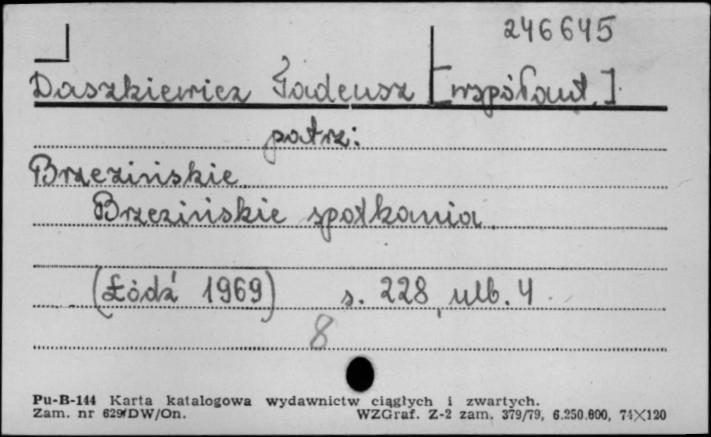 246645
Daszkiewicz Tadeusz [współaut.]
patrz:
Brzezińskie
Brzezińskie spotkania.
(Łódź 1969) s. 228, nlb. 4
8
Pu-B-144 Karta katalogowa wydawnictw ciągłych i zwartych.
Zam. nr 629/DW/On. WZGraf. Z-2 zam. 379/79, 6.250.000, 74×120